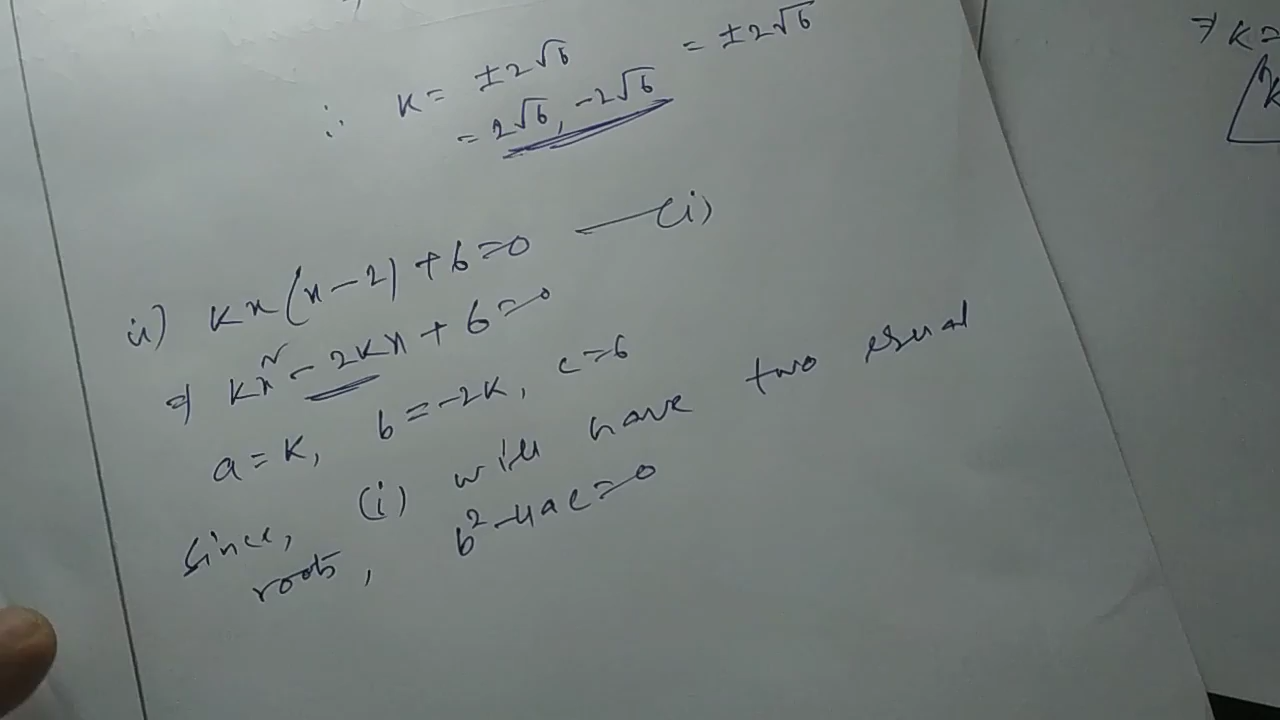 ∴ K = ±2√6 = ±2√6
= 2√6, -2√6
ii) Kx(x-2)+6=0 —(i)
⇒ Kx² - 2Kx + 6=0
a=K, b=-2K, c=6
Since, (i) will have two equal
roots, b²-4ac=0
⇒ K=